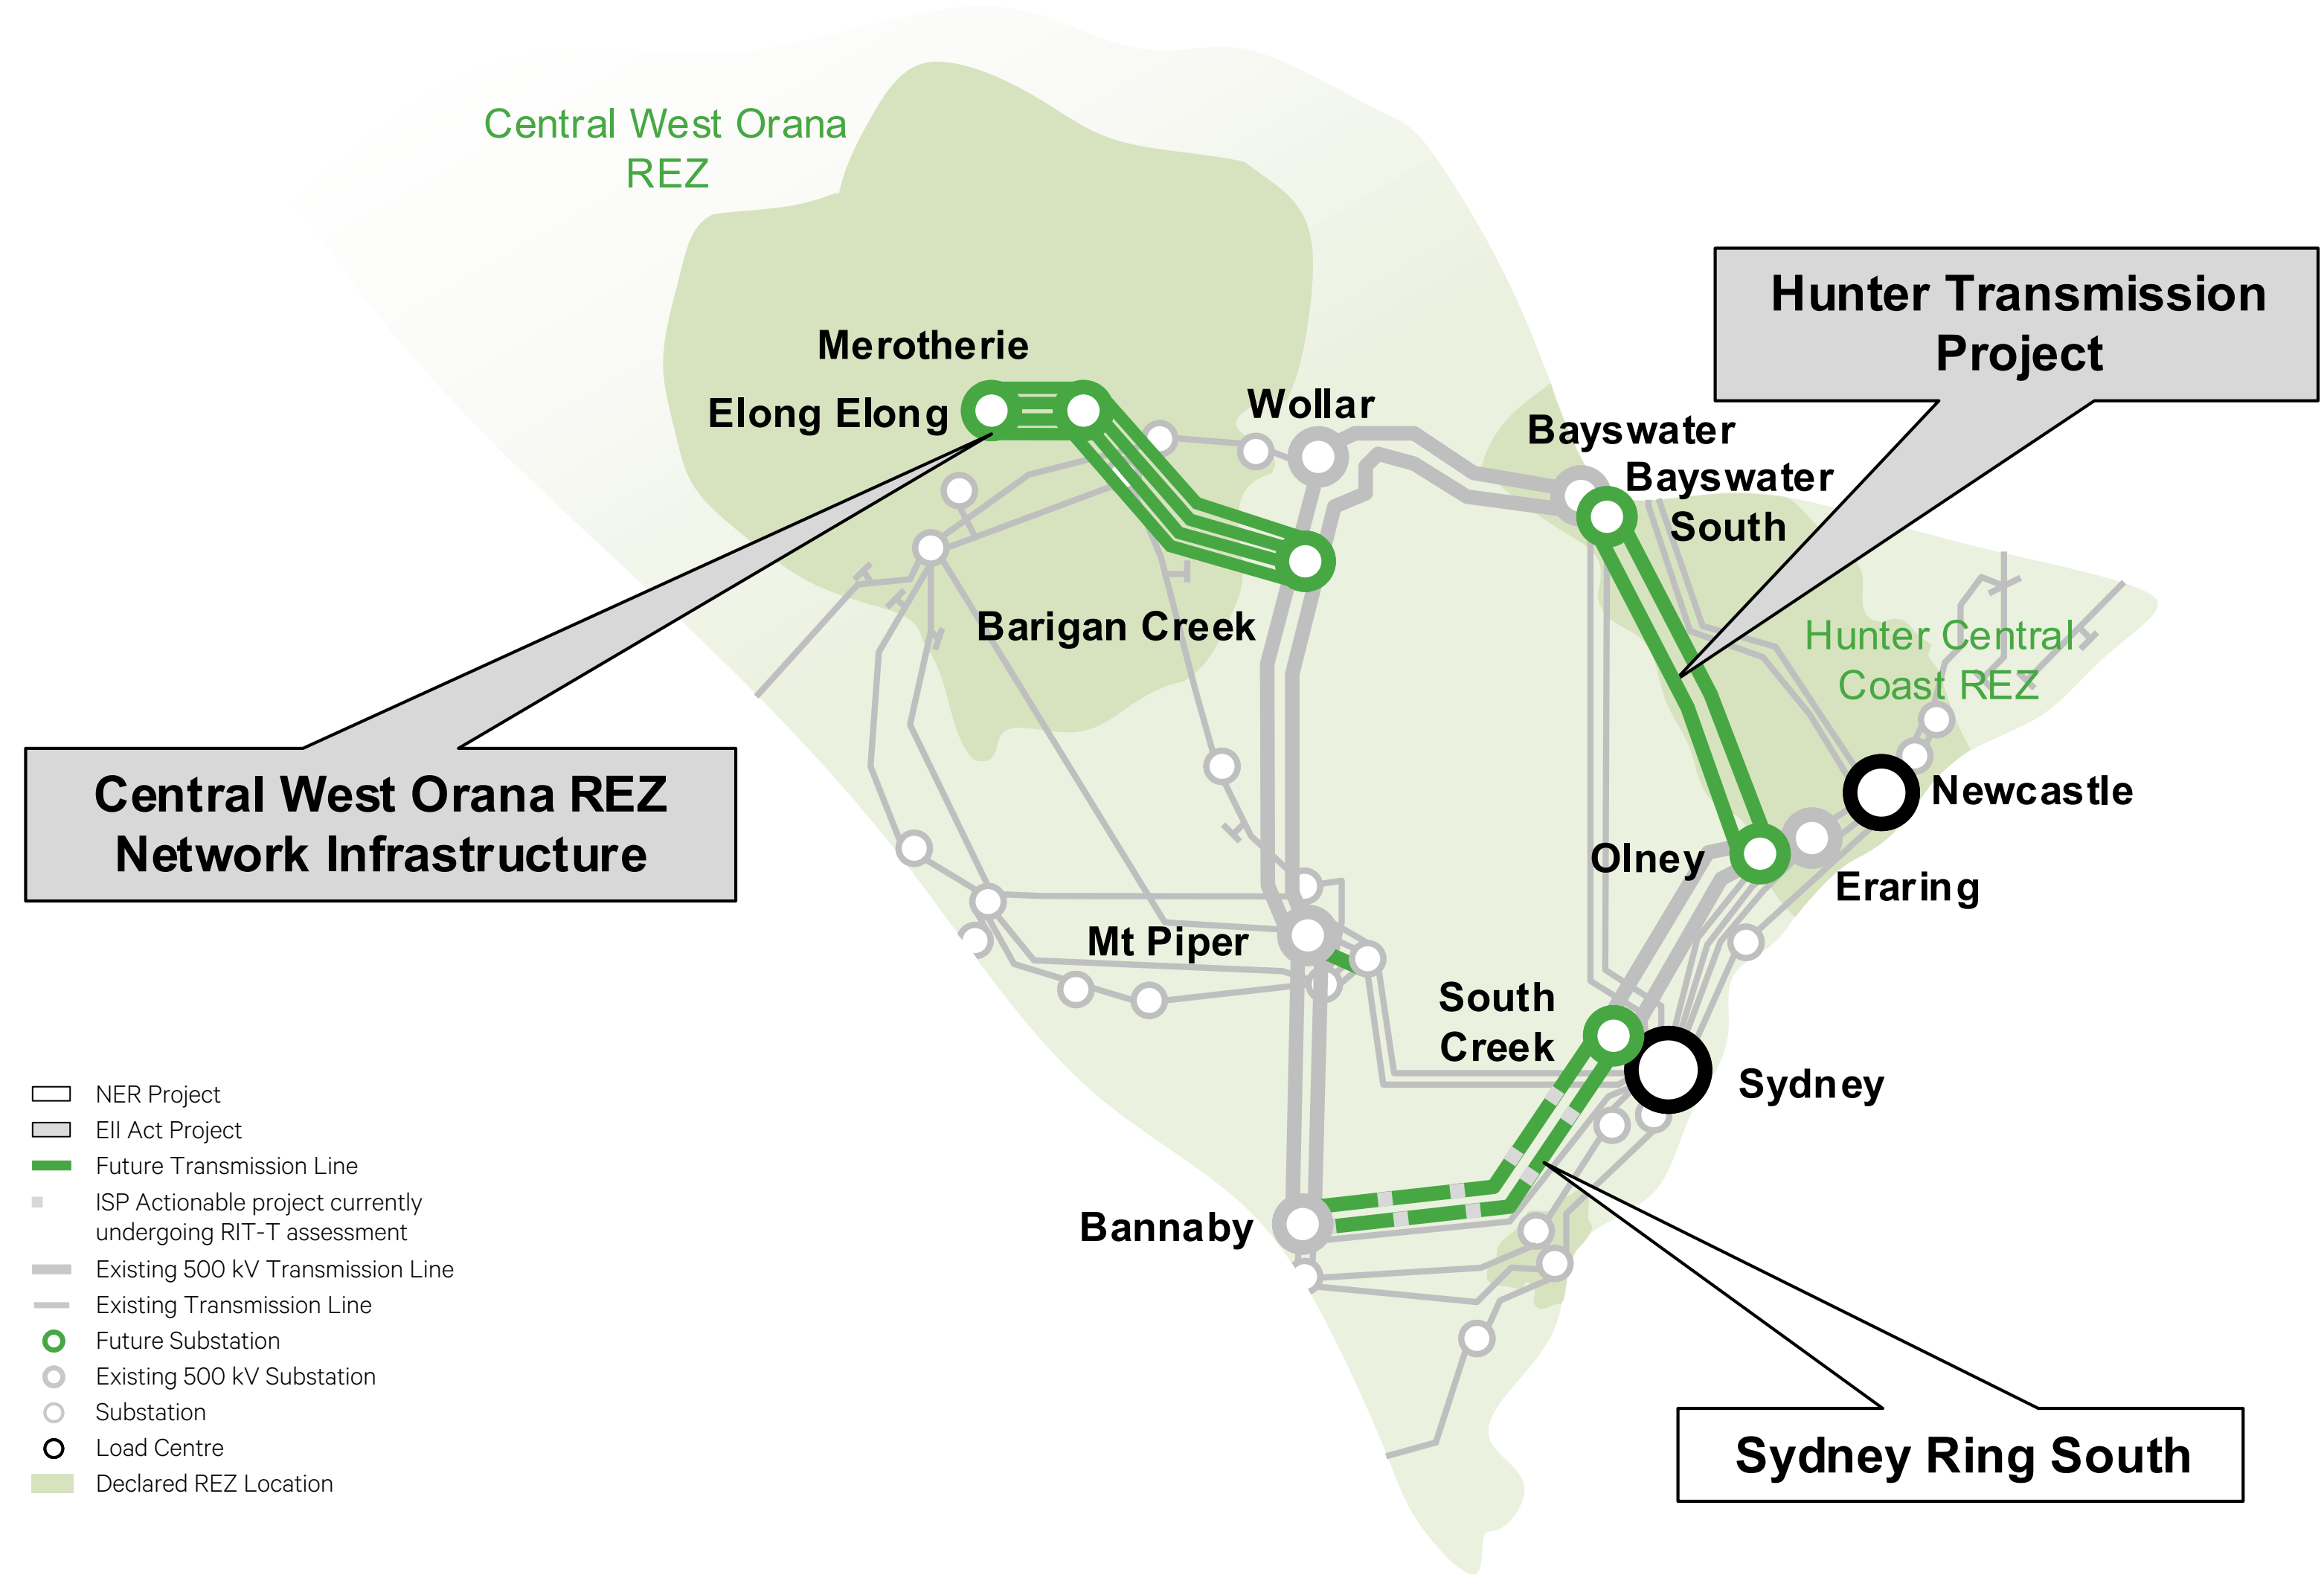 Central West Orana
REZ
Hunter Transmission
Project
Merotherie
Elong Elong
Wollar
Bayswater
Bayswater
South
Barigan Creek
Hunter Central
Coast REZ
Central West Orana REZ
Network Infrastructure
Newcastle
Olney
Eraring
Mt Piper
South
Creek
Sydney
Bannaby
NER Project
EII Act Project
Future Transmission Line
ISP Actionable project currently
undergoing RIT-T assessment
Existing 500 kV Transmission Line
Existing Transmission Line
Future Substation
Existing 500 kV Substation
Substation
Load Centre
Declared REZ Location
Sydney Ring South